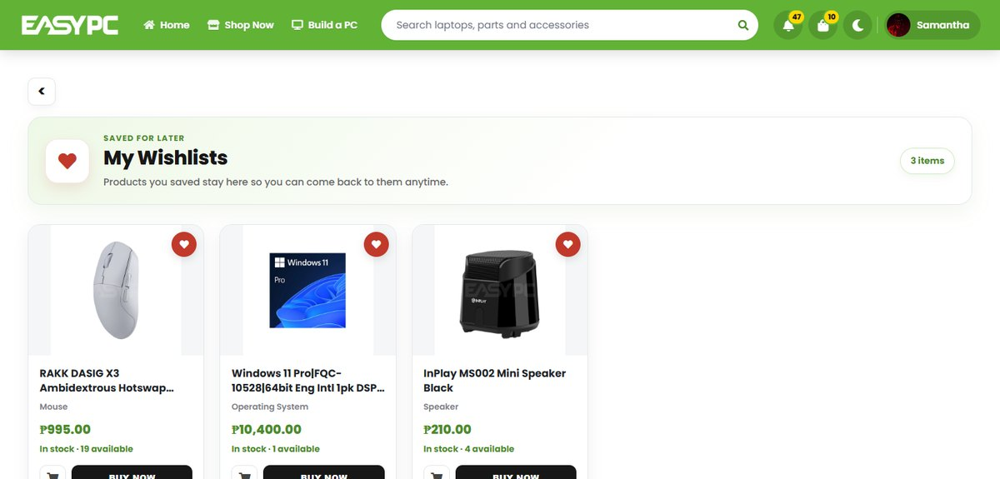 EASYPC
Home
Shop Now
Build a PC
Search laptops, parts and accessories
47
10
Samantha
<
SAVED FOR LATER
My Wishlists
Products you saved stay here so you can come back to them anytime.
3 items
Windows 11
Pro
EASYPC
INPLAY
RAKK DASIG X3
Ambidextrous Hotswap...
Mouse
₱995.00
In stock · 19 available
BUY NOW
Windows 11 Pro|FQC-
10528|64bit Eng Intl 1pk DSP...
Operating System
₱10,400.00
In stock · 1 available
BUY NOW
InPlay MS002 Mini Speaker
Black
Speaker
₱210.00
In stock · 4 available
BUY NOW